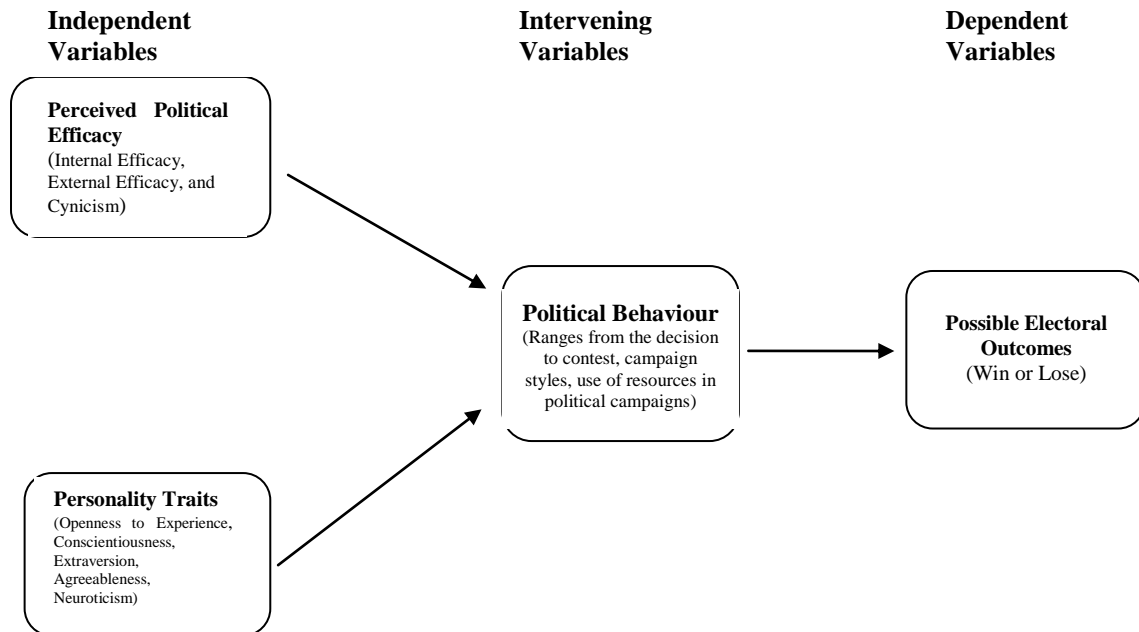 Independent
Variables
Intervening
Variables
Dependent
Variables
Perceived Political
Efficacy
(Internal Efficacy,
External Efficacy, and
Cynicism)
Political Behaviour
(Ranges from the decision
to contest, campaign
styles, use of resources in
political campaigns)
Possible Electoral
Outcomes
(Win or Lose)
Personality Traits
(Openness to Experience,
Conscientiousness,
Extraversion,
Agreeableness,
Neuroticism)